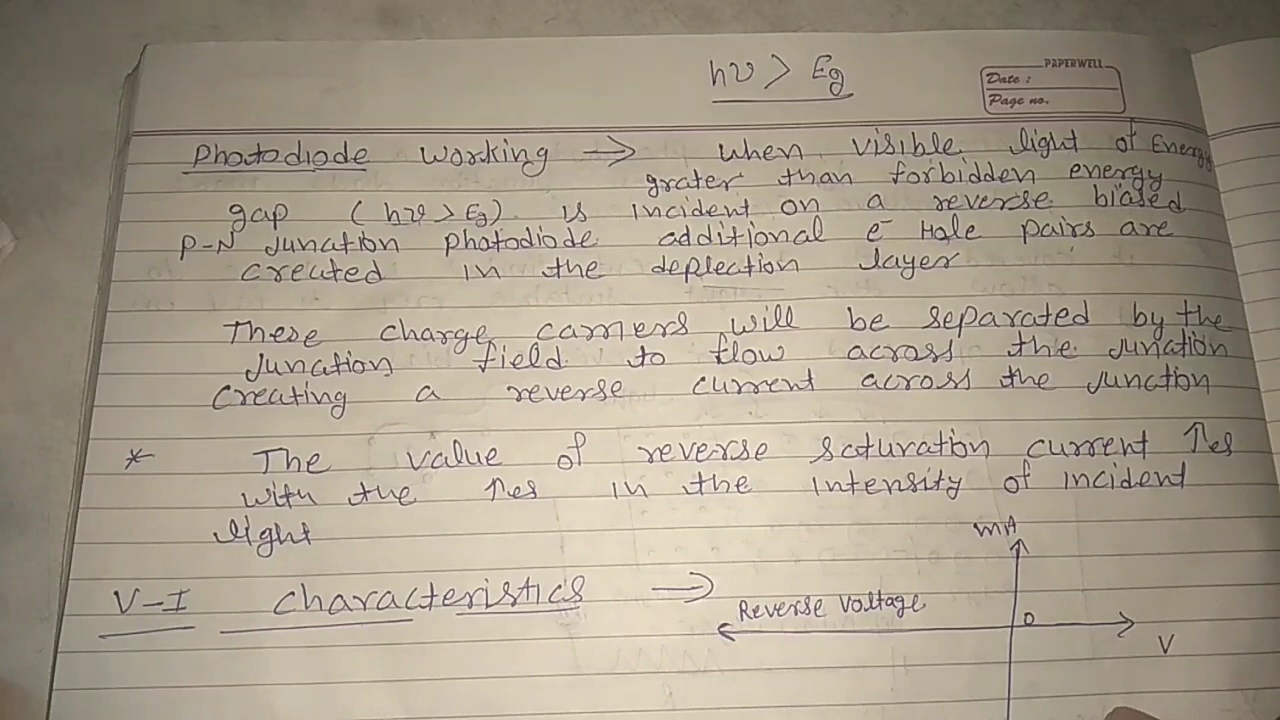 hν > Eg
PAPERWELL
Date :
Page no.
Photodiode working → when visible light of Energy
grater than forbidden energy
gap (hν > Eg) is incident on a reverse biased
P-N Junction photodiode additional e⁻ Hole pairs are
created in the deplection layer
These charge carriers will be separated by the
Junction field to flow across the Junction
Creating a reverse current across the Junction
* The value of reverse saturation current ↑es
with the ↑es in the intensity of incident
light
mA
V-I characteristics →
Reverse voltage
O
V